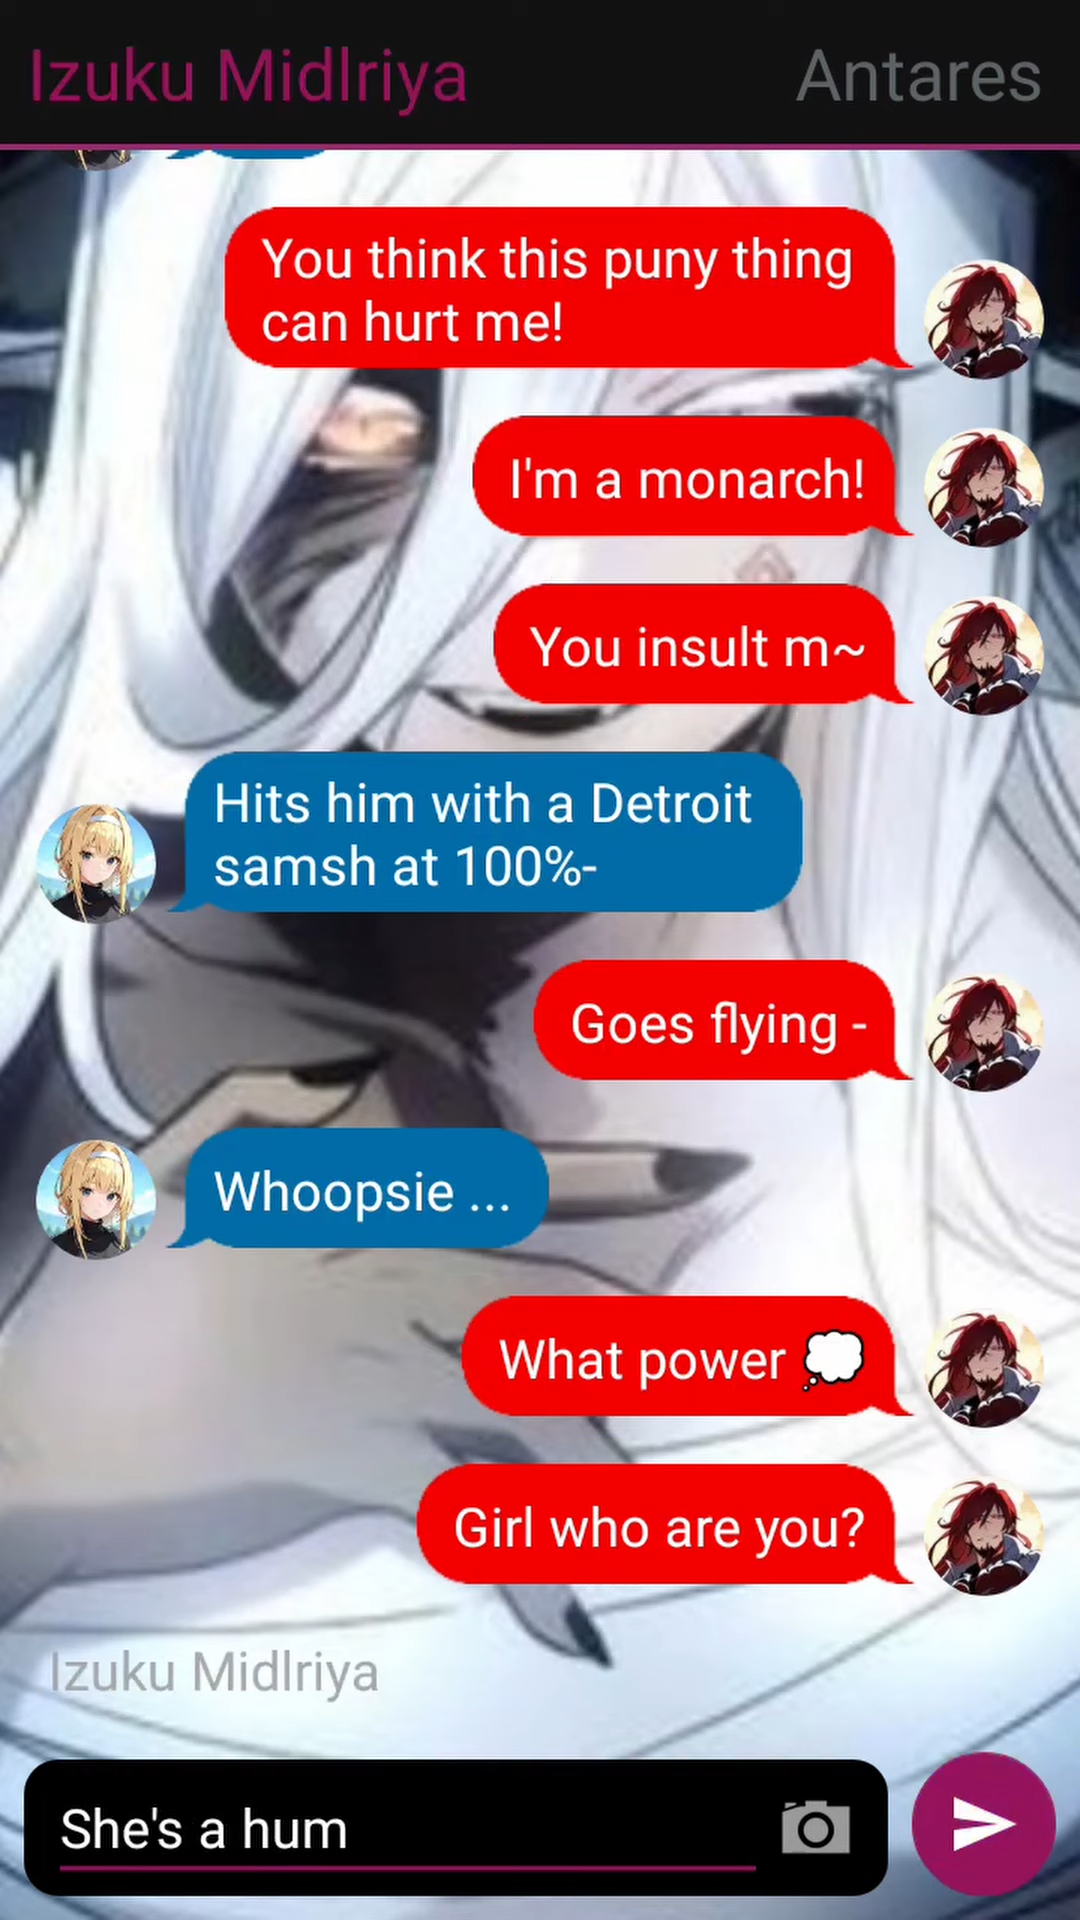 Izuku Midlriya
Antares
You think this puny thing
can hurt me!
I'm a monarch!
You insult m~
Hits him with a Detroit
samsh at 100%-
Goes flying -
Whoopsie ...
What power 💭
Girl who are you?
Izuku Midlriya
She's a hum